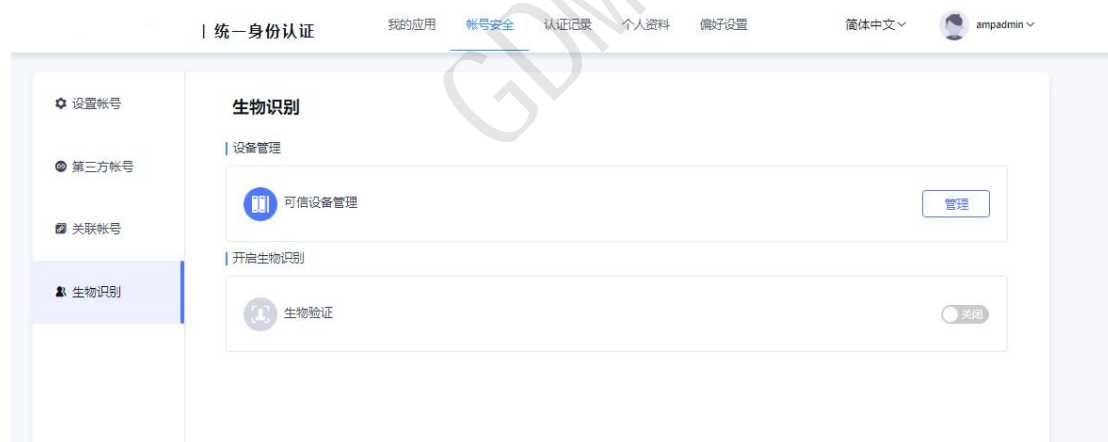 | 统一身份认证 我的应用 帐号安全 认证记录 个人资料 偏好设置 简体中文 ampadmin
设置帐号
第三方帐号
关联帐号
生物识别
生物识别
设备管理
可信设备管理 管理
开启生物识别
生物验证 关闭